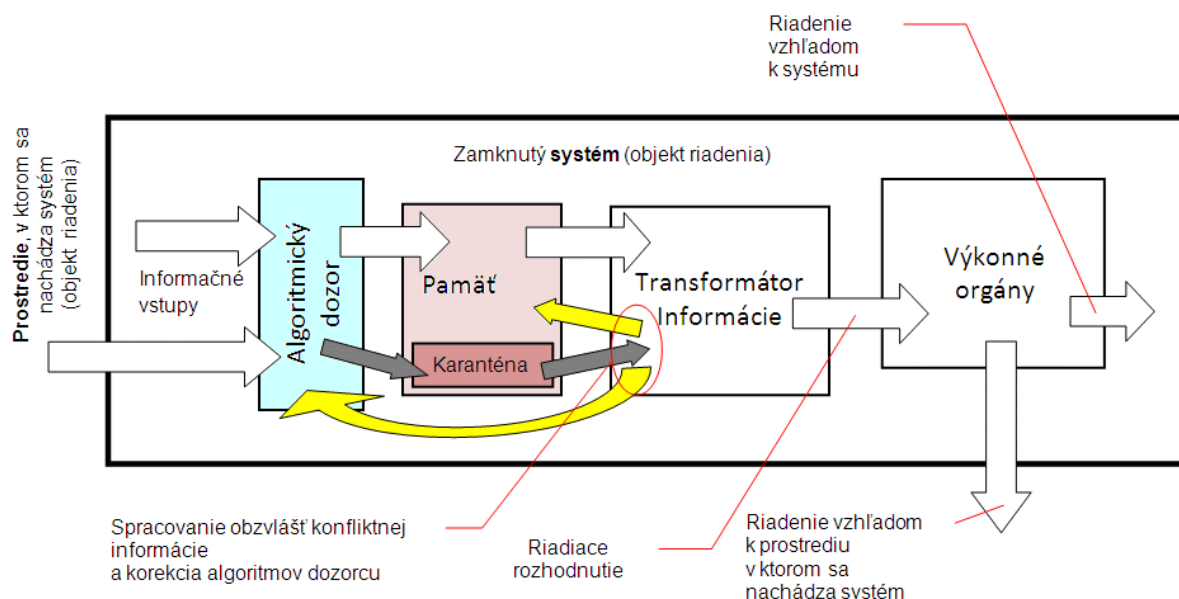 Riadenie
vzhľadom
k systému
Prostredie, v ktorom sa
nachádza systém
(objekt riadenia)
Zamknutý systém (objekt riadenia)
Informačné
vstupy
Algoritmický
dozor
Pamäť
Karanténa
Transformátor
Informácie
Výkonné
orgány
Spracovanie obzvlášť konfliktnej
informácie
a korekcia algoritmov dozorcu
Riadiace
rozhodnutie
Riadenie vzhľadom
k prostrediu
v ktorom sa
nachádza systém